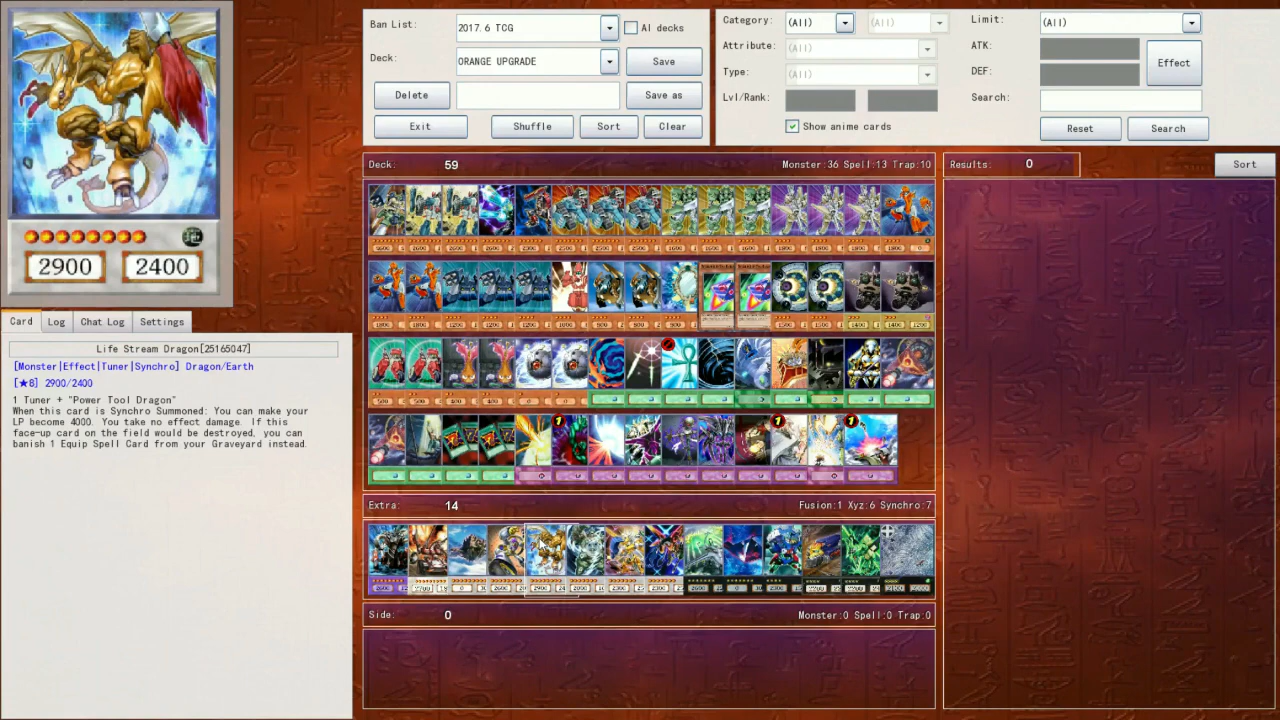 2900 2400
Card Log Chat Log Settings
Life Stream Dragon[25165047]
[Monster|Effect|Tuner|Synchro] Dragon/Earth
[★8] 2900/2400
1 Tuner + "Power Tool Dragon"
When this card is Synchro Summoned: You can make your
LP become 4000. You take no effect damage. If this
face-up card on the field would be destroyed, you can
banish 1 Equip Spell Card from your Graveyard instead.
Ban List: 2017.6 TCG AI decks
Deck: ORANGE UPGRADE Save
Delete Save as
Exit Shuffle Sort Clear
Category: (All) (All)
Attribute: (All)
Type: (All)
Lvl/Rank:
Show anime cards
Limit: (All)
ATK:
DEF:
Effect
Search:
Reset Search
Deck: 59 Monster:36 Spell:13 Trap:10
Results: 0
Sort
1
1
1
Extra: 14 Fusion:1 Xyz:6 Synchro:7
Side: 0 Monster:0 Spell:0 Trap:0